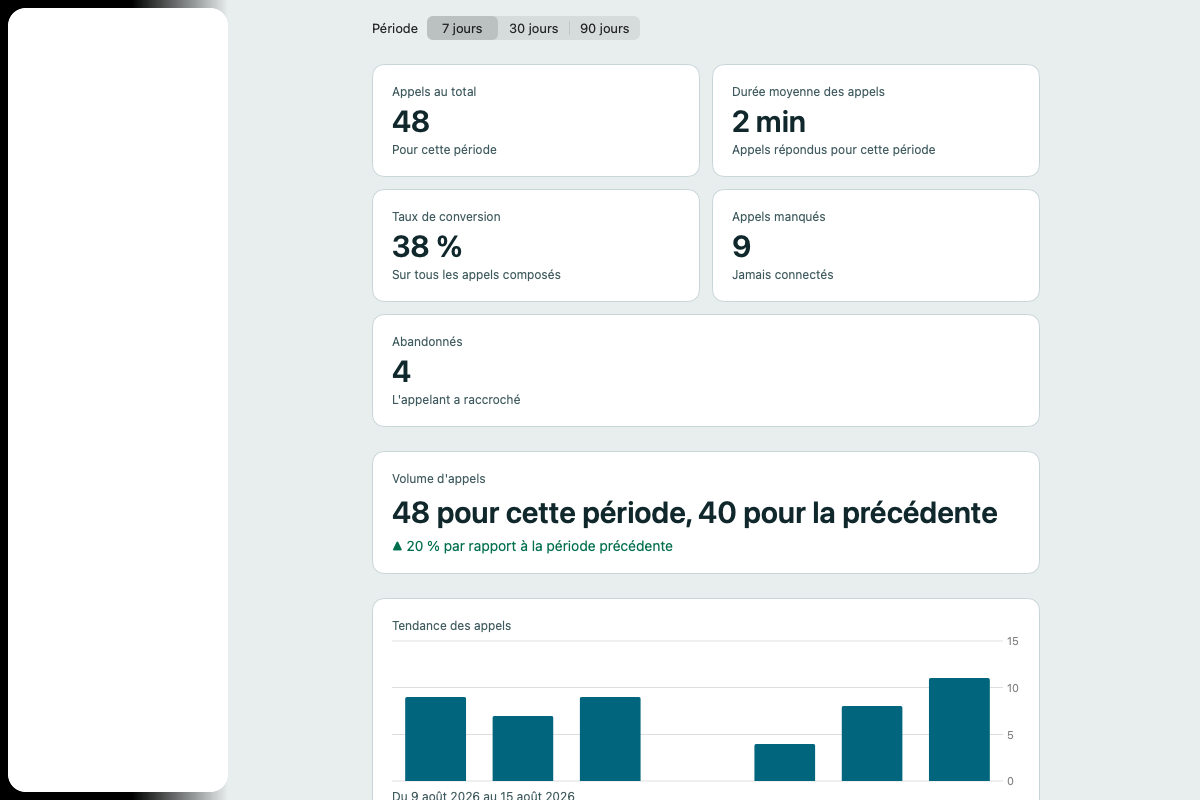 Période 7 jours 30 jours 90 jours
Appels au total
48
Pour cette période
Durée moyenne des appels
2 min
Appels répondus pour cette période
Taux de conversion
38 %
Sur tous les appels composés
Appels manqués
9
Jamais connectés
Abandonnés
4
L'appelant a raccroché
Volume d'appels
48 pour cette période, 40 pour la précédente
▲ 20 % par rapport à la période précédente
Tendance des appels
15
10
5
0
Du 9 août 2026 au 15 août 2026